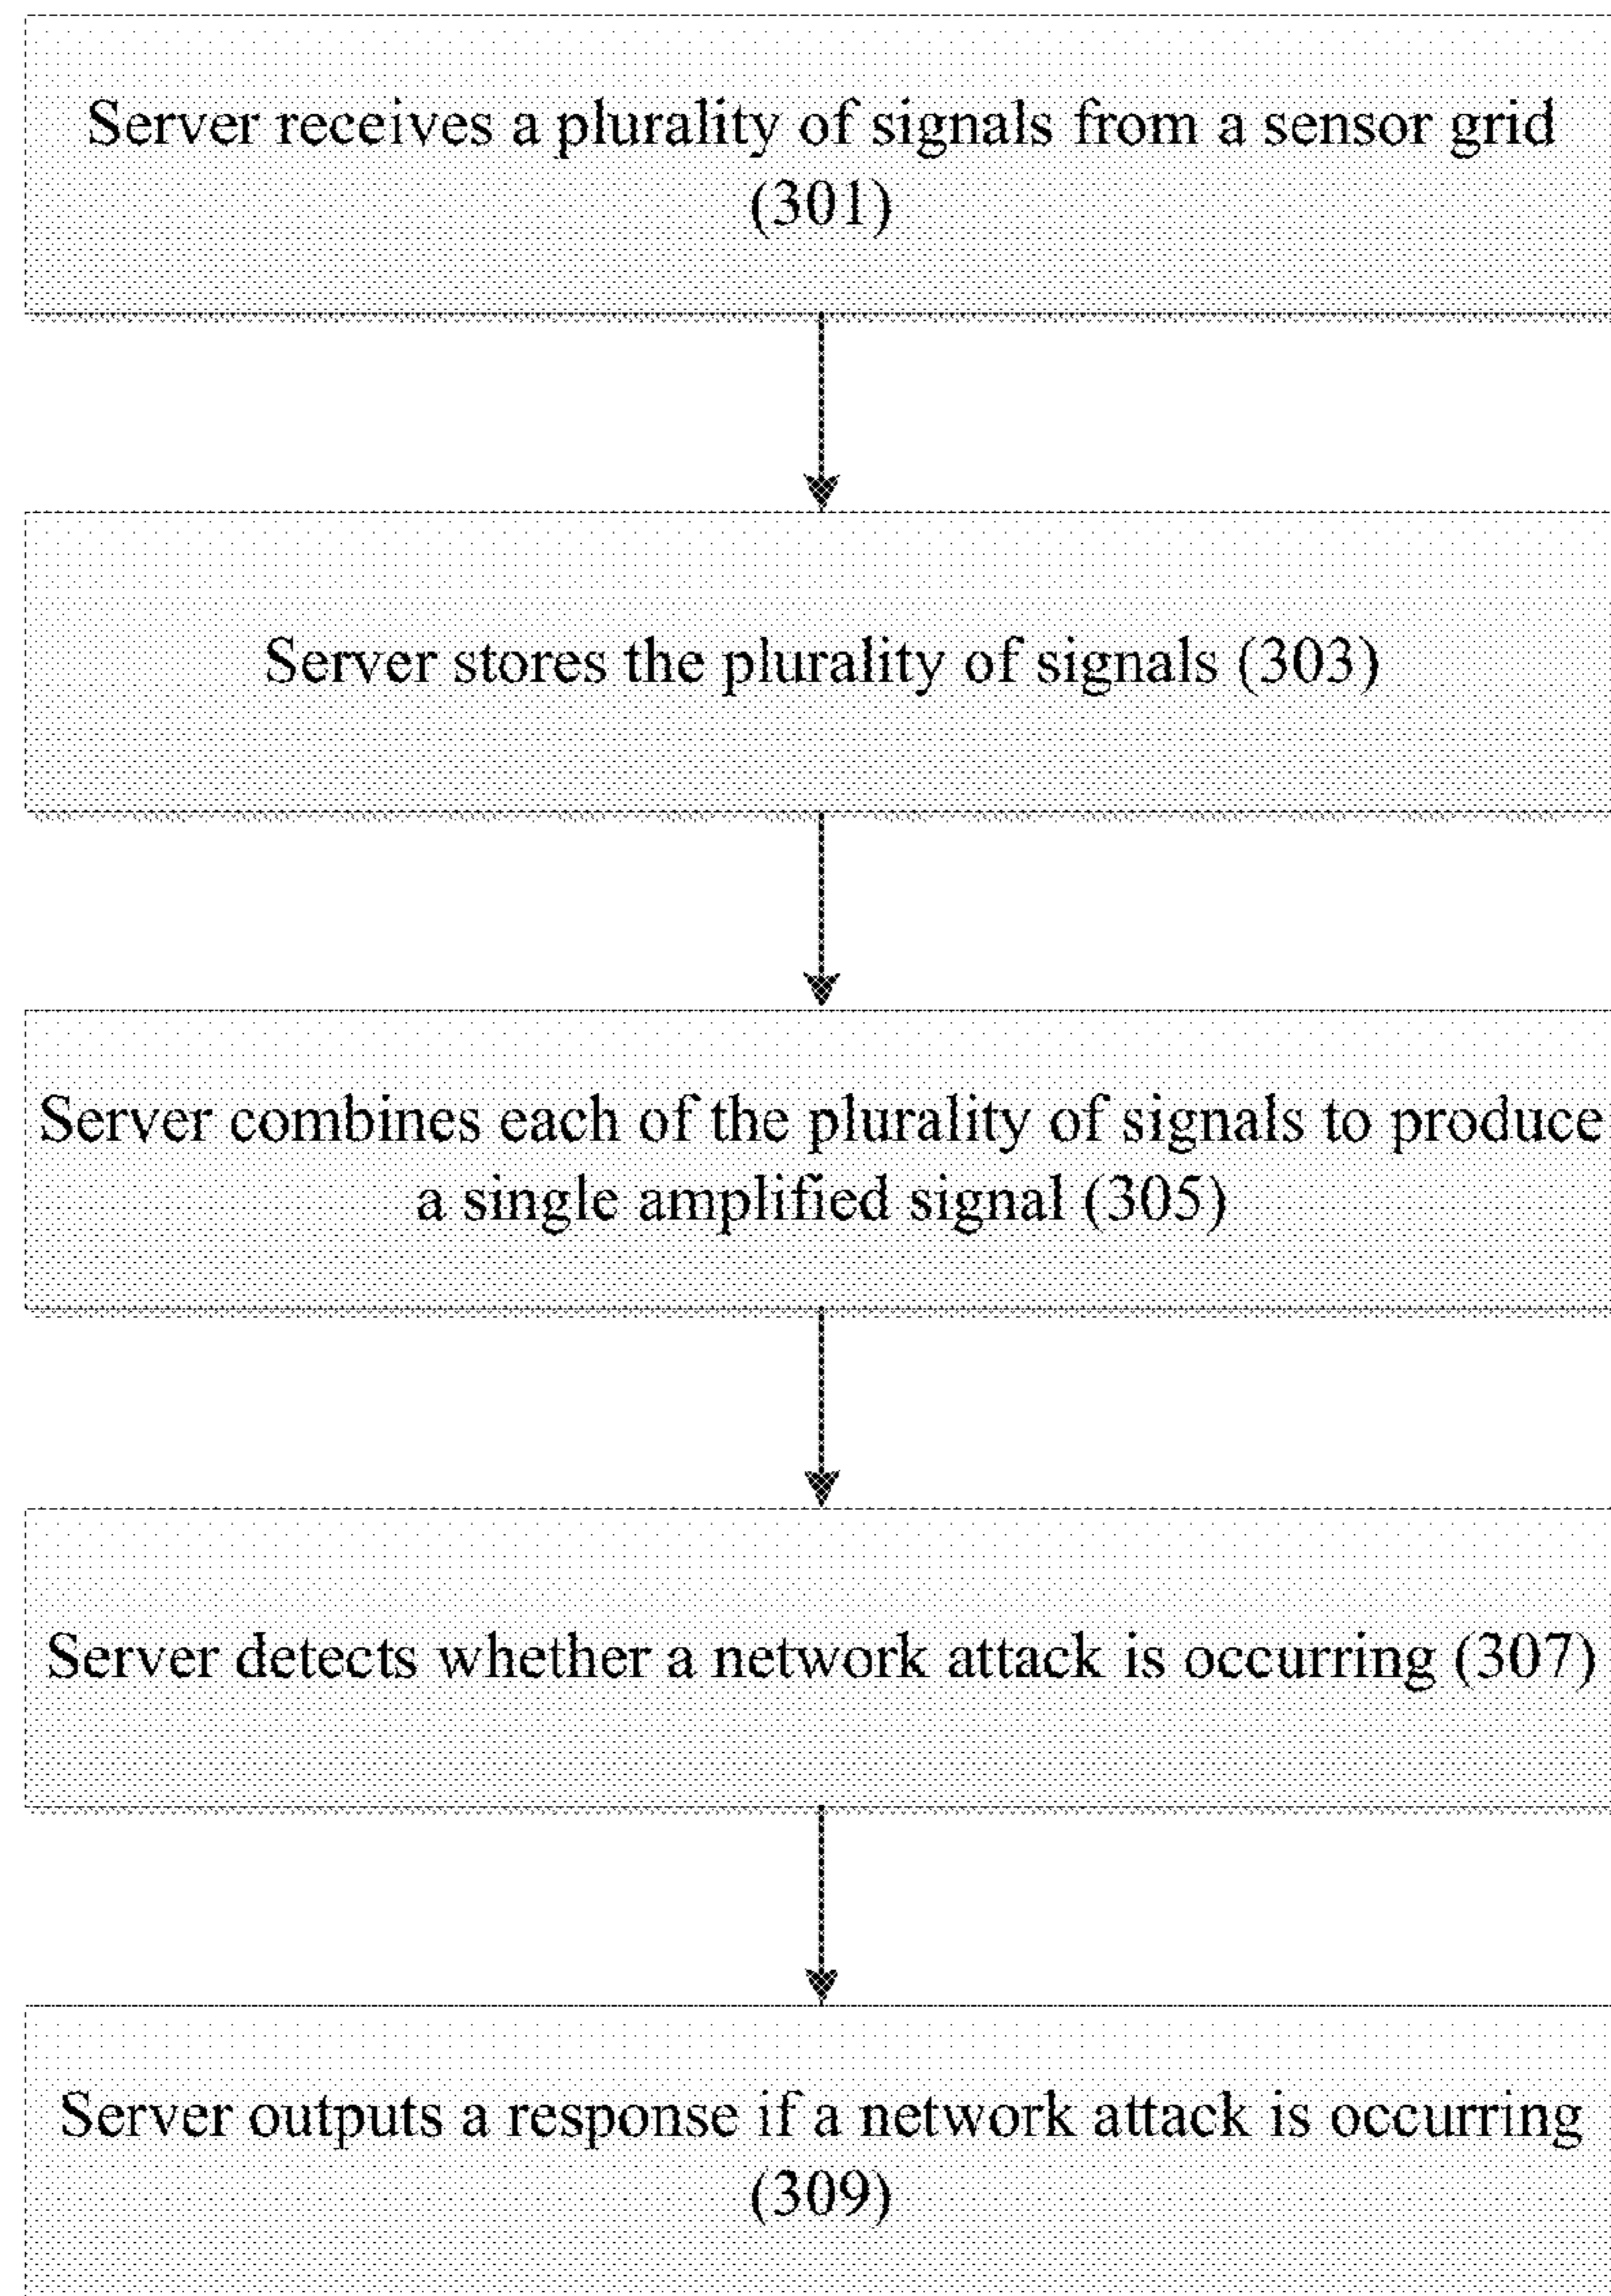 Server receives a plurality of signals from a sensor grid
(301)
Server stores the plurality of signals (303)
Server combines each of the plurality of signals to produce
a single amplified signal (305)
Server detects whether a network attack is occurring (307)
Server outputs a response if a network attack is occurring
(309)